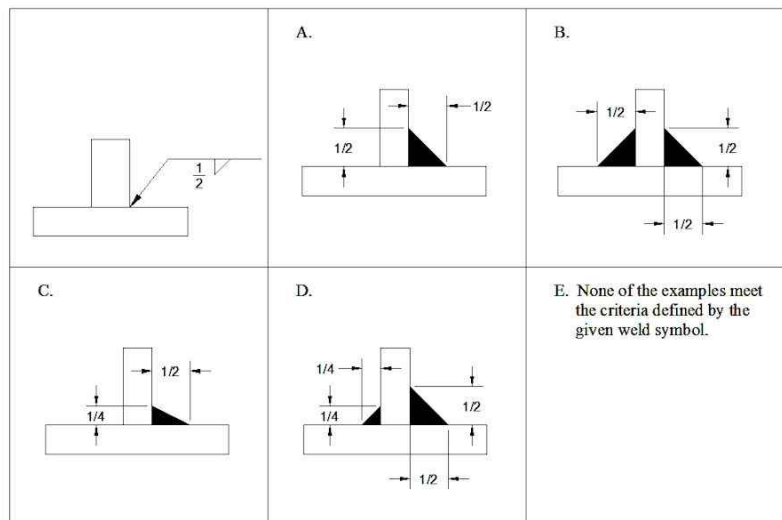 1
2
A.
1/2
1/2
B.
1/2
1/2
1/2
C.
1/2
1/4
D.
1/4
1/4
1/2
1/2
E. None of the examples meet
the criteria defined by the
given weld symbol.